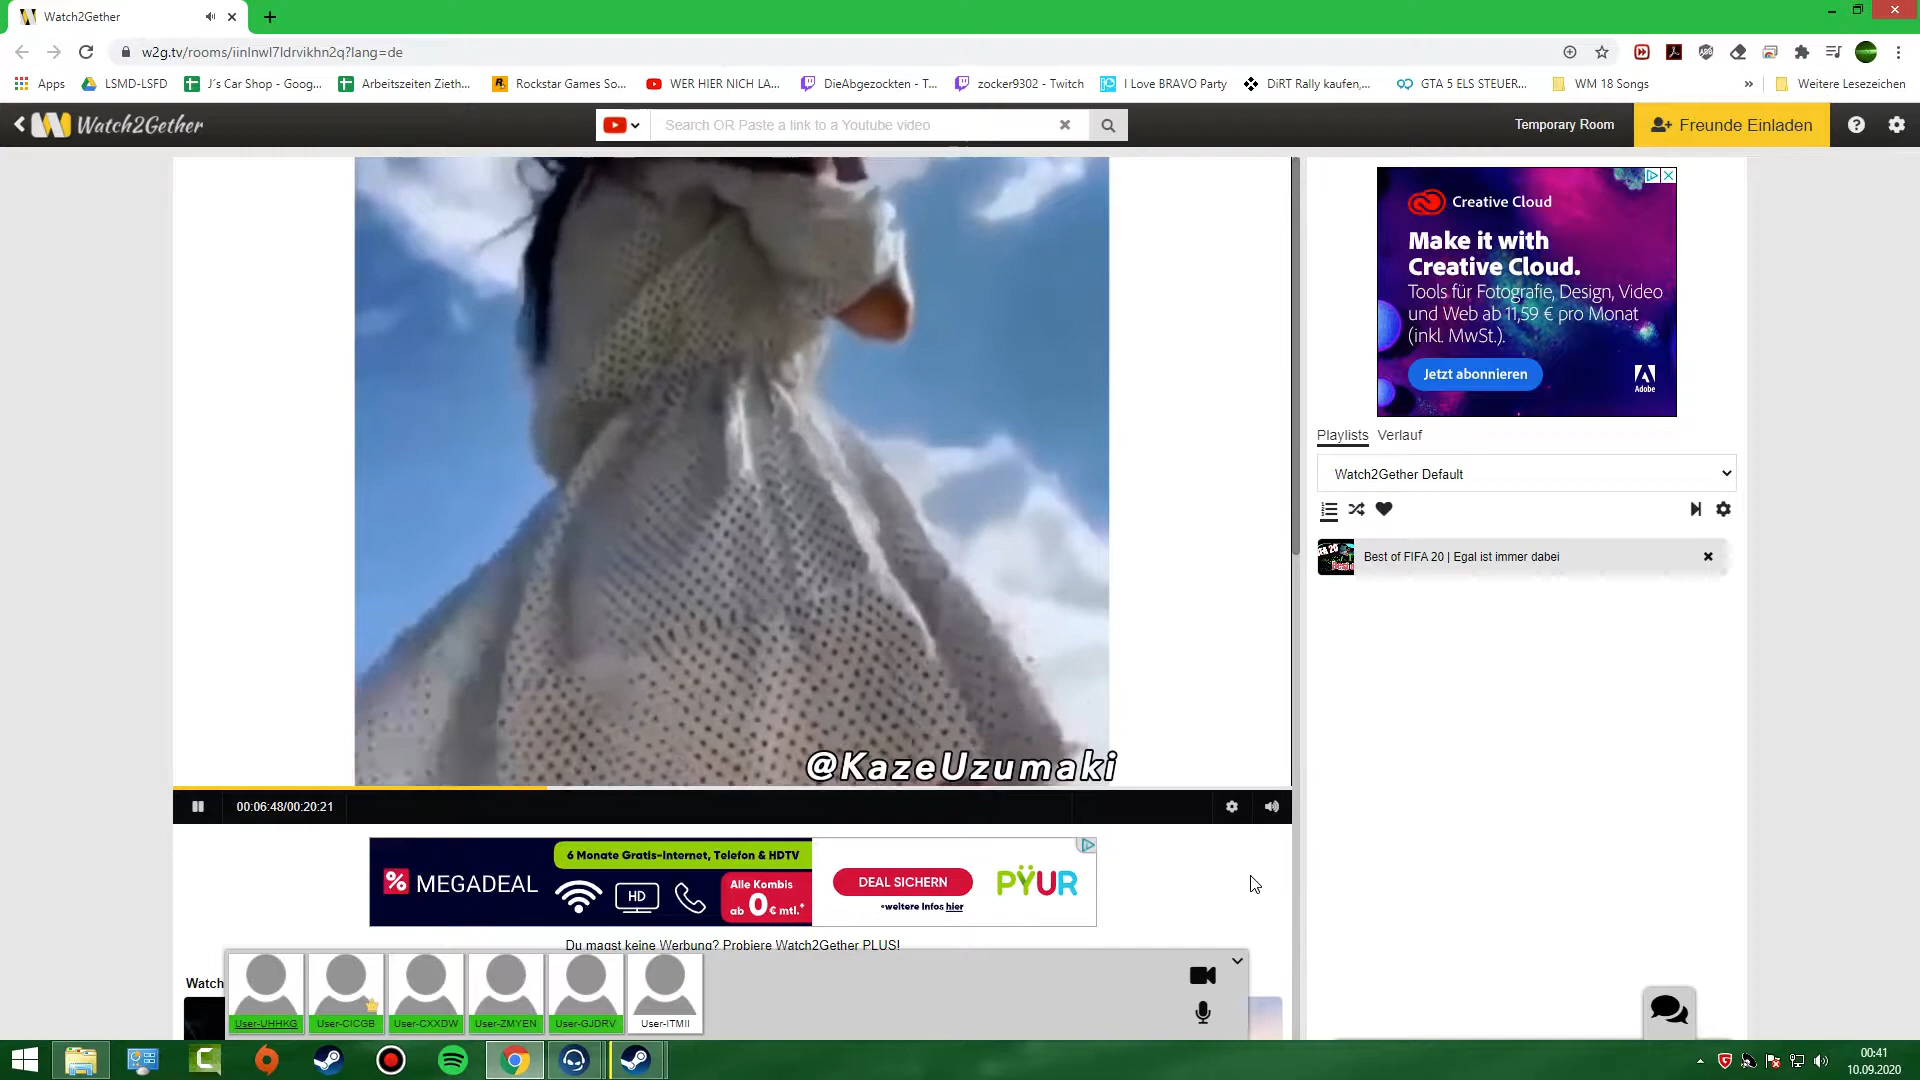 Watch2Gether
w2g.tv/rooms/iinlnwl7ldrvikhn2q?lang=de
Apps LSMD-LSFD J´s Car Shop - Goog... Arbeitszeiten Zieth... Rockstar Games So... WER HIER NICH LA... DieAbgezockten - T... zocker9302 - Twitch I Love BRAVO Party DiRT Rally kaufen,... GTA 5 ELS STEUER... WM 18 Songs » Weitere Lesezeichen
Watch2Gether
Search OR Paste a link to a Youtube video
Temporary Room
Freunde Einladen
@KazeUzumaki
00:06:48/00:20:21
Creative Cloud
Make it with
Creative Cloud.
Tools für Fotografie, Design, Video
und Web ab 11,59 € pro Monat
(inkl. MwSt.).
Jetzt abonnieren
Adobe
Playlists Verlauf
Watch2Gether Default
Best of FIFA 20 | Egal ist immer dabei
% MEGADEAL
6 Monate Gratis-Internet, Telefon & HDTV
HD
Alle Kombis
ab 0 € mtl.*
DEAL SICHERN
*weitere Infos hier
PŸUR
Du magst keine Werbung? Probiere Watch2Gether PLUS!
Watch
User-UHHKG User-CICGB User-CXXDW User-ZMYEN User-GJDRV User-ITMII
00:41
10.09.2020